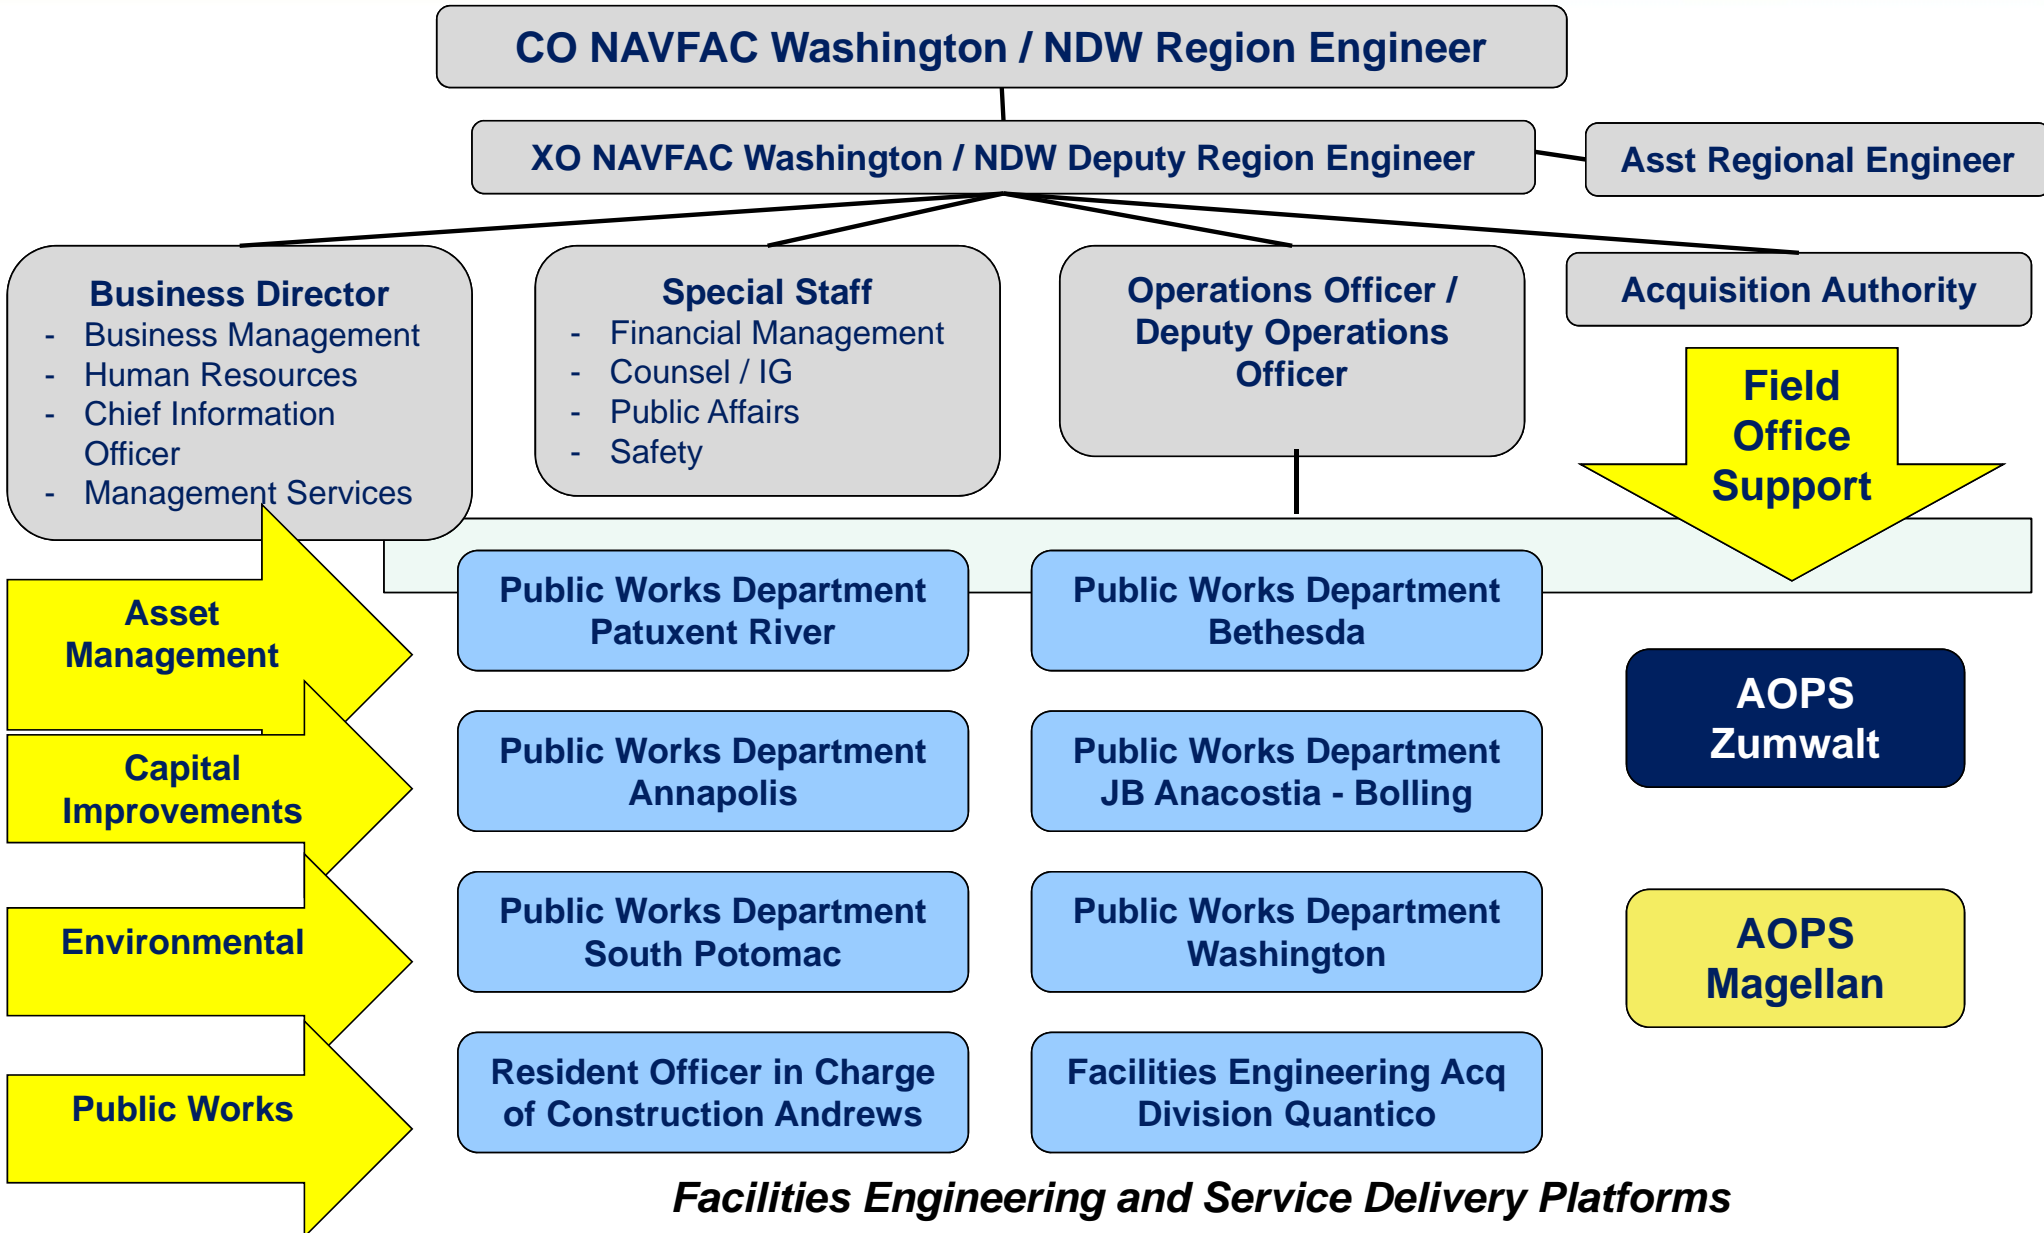 CO NAVFAC Washington / NDW Region Engineer
XO NAVFAC Washington / NDW Deputy Region Engineer
Asst Regional Engineer
Business Director
- Business Management
- Human Resources
- Chief Information
Officer
- Management Services
Special Staff
- Financial Management
- Counsel / IG
- Public Affairs
- Safety
Operations Officer /
Deputy Operations
Officer
Acquisition Authority
Field
Office
Support
Asset
Management
Capital
Improvements
Environmental
Public Works
Public Works Department
Patuxent River
Public Works Department
Bethesda
Public Works Department
Annapolis
Public Works Department
JB Anacostia - Bolling
Public Works Department
South Potomac
Public Works Department
Washington
Resident Officer in Charge
of Construction Andrews
Facilities Engineering Acq
Division Quantico
AOPS
Zumwalt
AOPS
Magellan
Facilities Engineering and Service Delivery Platforms